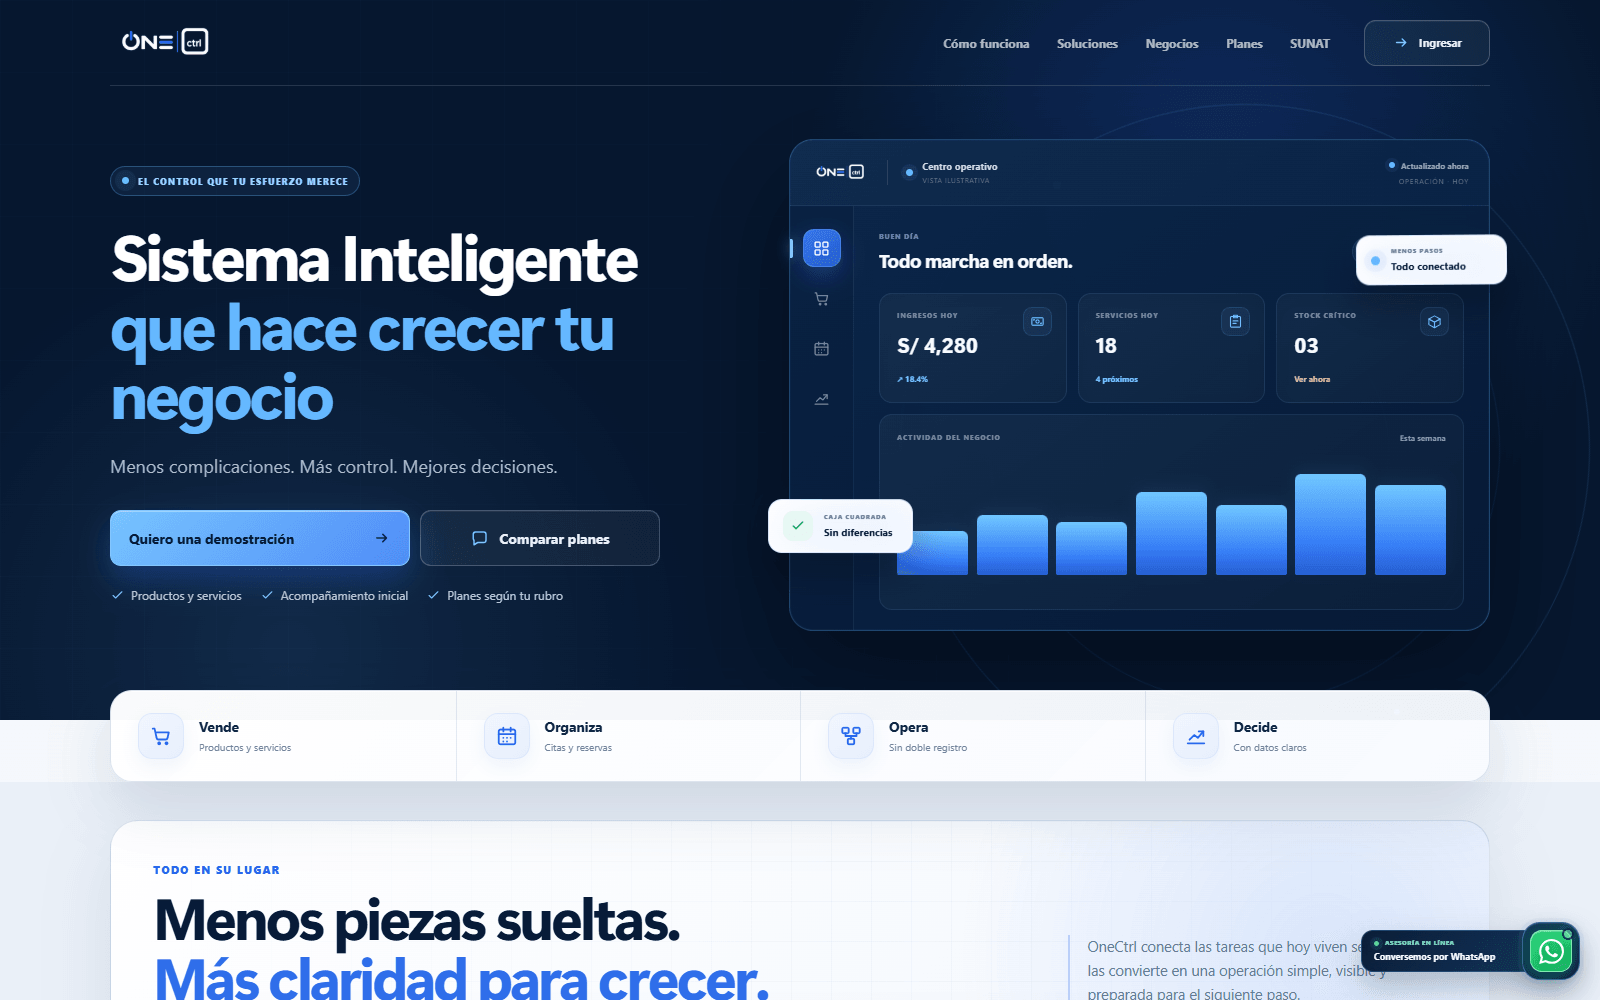 ONE ctrl
Cómo funciona
Soluciones
Negocios
Planes
SUNAT
Ingresar
EL CONTROL QUE TU ESFUERZO MERECE
Sistema Inteligente
que hace crecer tu
negocio
Menos complicaciones. Más control. Mejores decisiones.
Quiero una demostración
Comparar planes
Productos y servicios
Acompañamiento inicial
Planes según tu rubro
ONE ctrl
Centro operativo
VISTA ILUSTRATIVA
Actualizado ahora
OPERACIÓN · HOY
BUEN DÍA
Todo marcha en orden.
MENOS PASOS
Todo conectado
INGRESOS HOY
S/ 4,280
↗ 18.4%
SERVICIOS HOY
18
4 próximos
STOCK CRÍTICO
03
Ver ahora
ACTIVIDAD DEL NEGOCIO
Esta semana
CAJA CUADRADA
Sin diferencias
Vende
Productos y servicios
Organiza
Citas y reservas
Opera
Sin doble registro
Decide
Con datos claros
TODO EN SU LUGAR
Menos piezas sueltas.
Más claridad para crecer.
OneCtrl conecta las tareas que hoy viven
las convierte en una operación simple, visible y
preparada para el siguiente paso.
ASESORÍA EN LÍNEA
Conversemos por WhatsApp